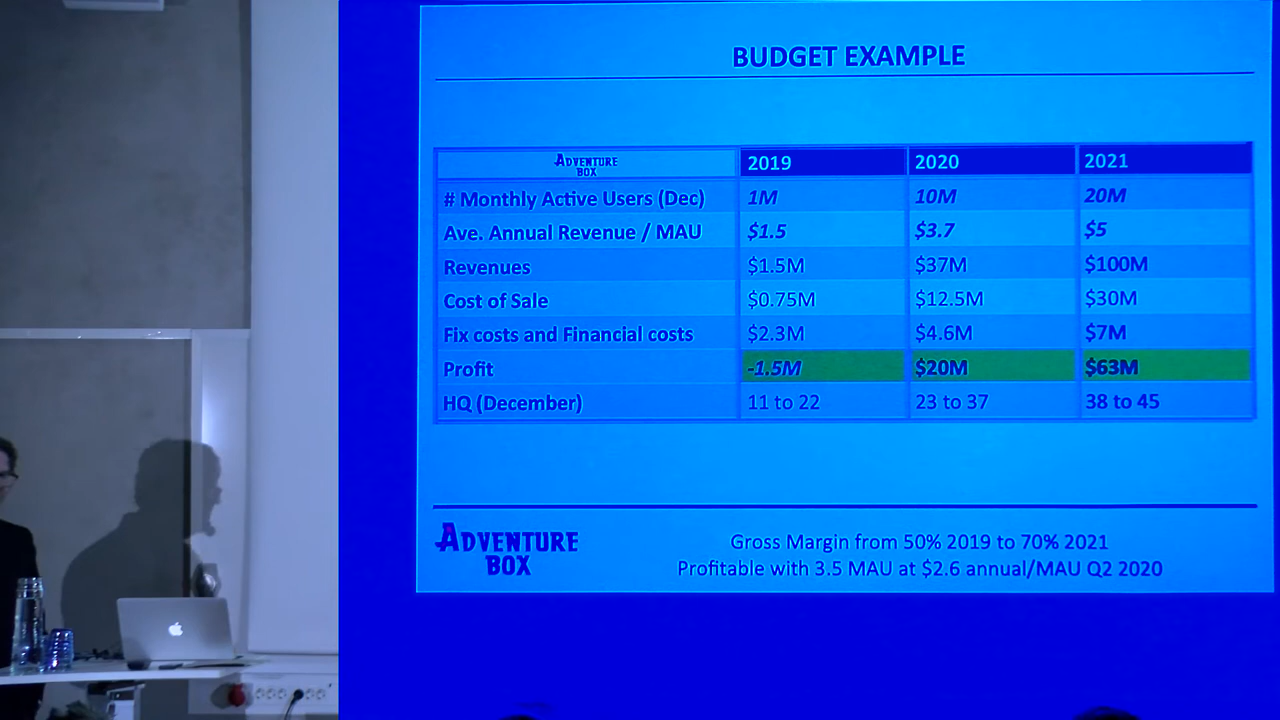 BUDGET EXAMPLE
ADVENTURE BOX 2019 2020 2021
# Monthly Active Users (Dec) 1M 10M 20M
Ave. Annual Revenue / MAU $1.5 $3.7 $5
Revenues $1.5M $37M $100M
Cost of Sale $0.75M $12.5M $30M
Fix costs and Financial costs $2.3M $4.6M $7M
Profit -1.5M $20M $63M
HQ (December) 11 to 22 23 to 37 38 to 45
ADVENTURE
BOX
Gross Margin from 50% 2019 to 70% 2021
Profitable with 3.5 MAU at $2.6 annual/MAU Q2 2020